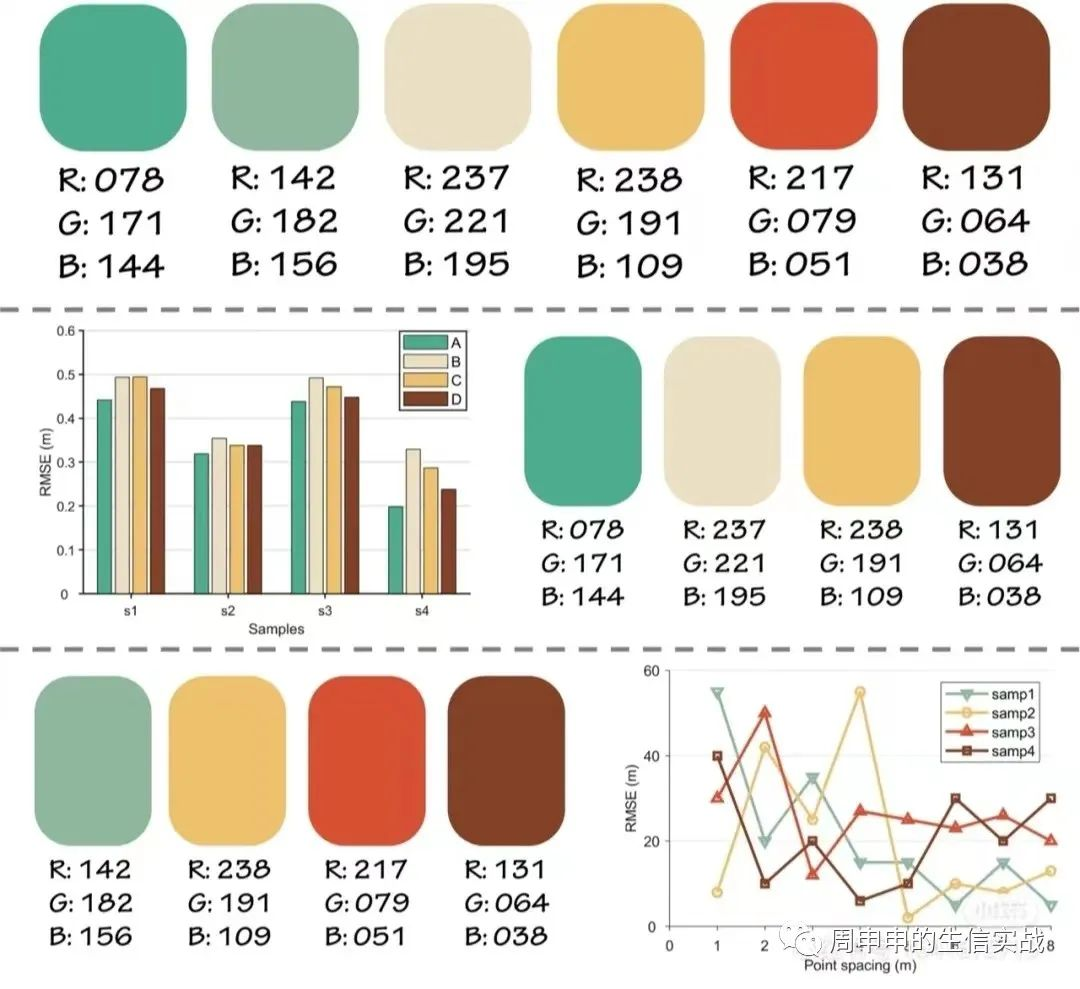 R: 078 R: 142 R: 237 R: 238 R: 217 R: 131
G: 171 G: 182 G: 221 G: 191 G: 079 G: 064
B: 144 B: 156 B: 195 B: 109 B: 051 B: 038
0.6
0.5
0.4
0.3
0.2
0.1
0
RMSE (m)
A
B
C
D
s1 s2 s3 s4
Samples
R: 078 R: 237 R: 238 R: 131
G: 171 G: 221 G: 191 G: 064
B: 144 B: 195 B: 109 B: 038
R: 142 R: 238 R: 217 R: 131
G: 182 G: 191 G: 079 G: 064
B: 156 B: 109 B: 051 B: 038
60
40
20
0
RMSE (m)
samp1
samp2
samp3
samp4
小红书
0 1 2 8
周申申的生信实战
Point spacing (m)